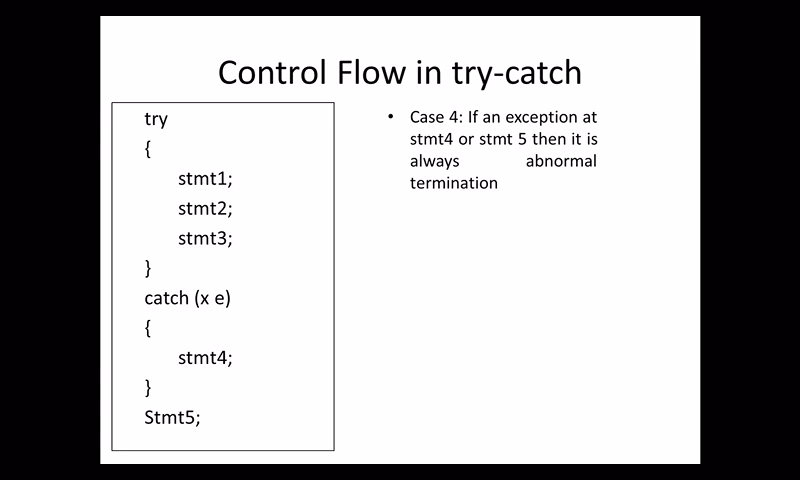 Control Flow in try-catch
try
{
stmt1;
stmt2;
stmt3;
}
catch (x e)
{
stmt4;
}
Stmt5;
• Case 4: If an exception at
stmt4 or stmt 5 then it is
always abnormal
termination